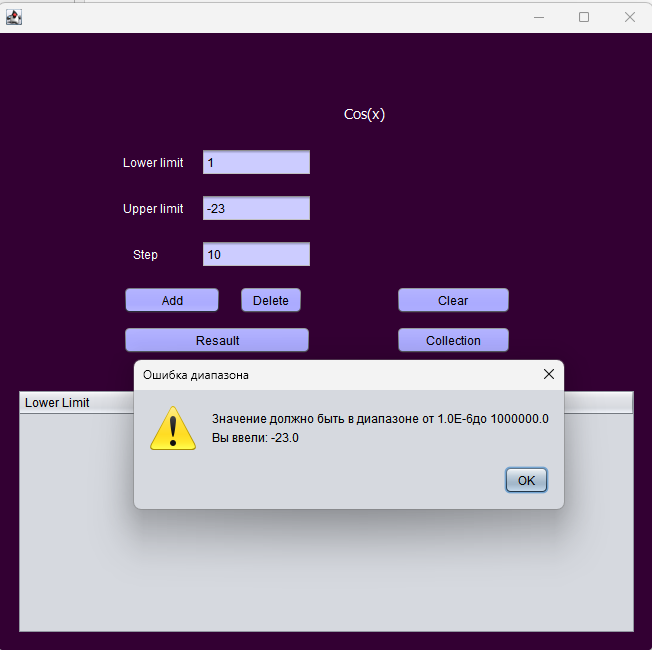 Cos(x)
Lower limit 1
Upper limit -23
Step 10
Add Delete Clear
Resault Collection
Ошибка диапазона
Lower Limit
Значение должно быть в диапазоне от 1.0E-6до 1000000.0
Вы ввели: -23.0
OK